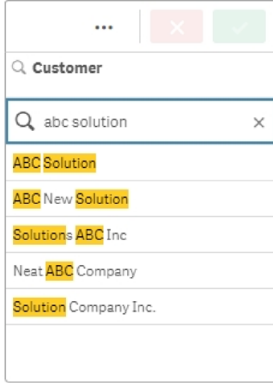 ...
Customer
abc solution
ABC Solution
ABC New Solution
Solutions ABC Inc
Neat ABC Company
Solution Company Inc.